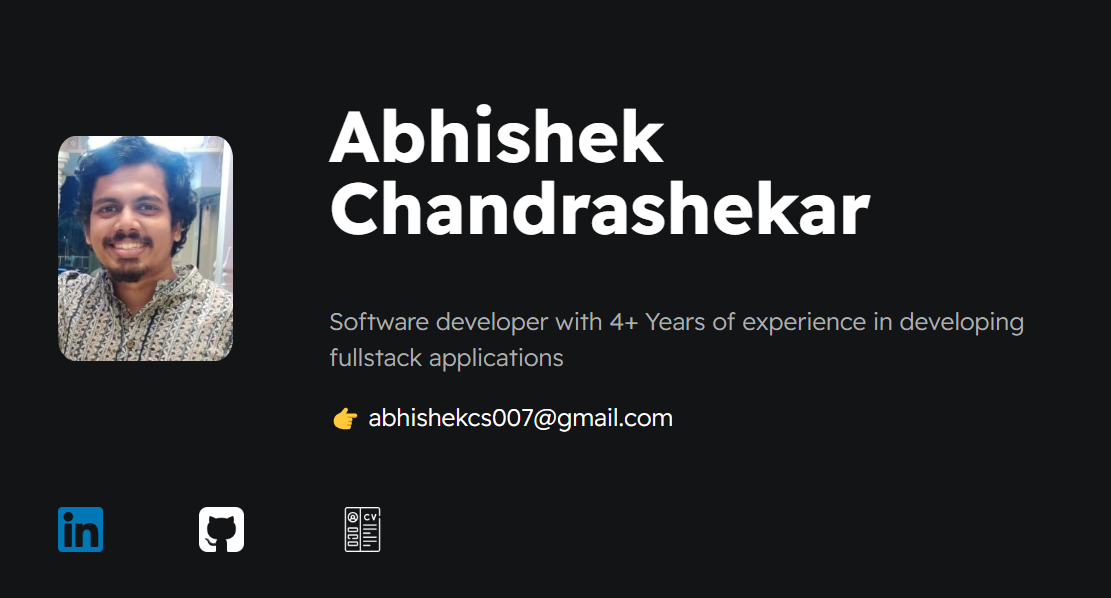 Abhishek
Chandrashekar
Software developer with 4+ Years of experience in developing
fullstack applications
👉 abhishekcs007@gmail.com
in
CV